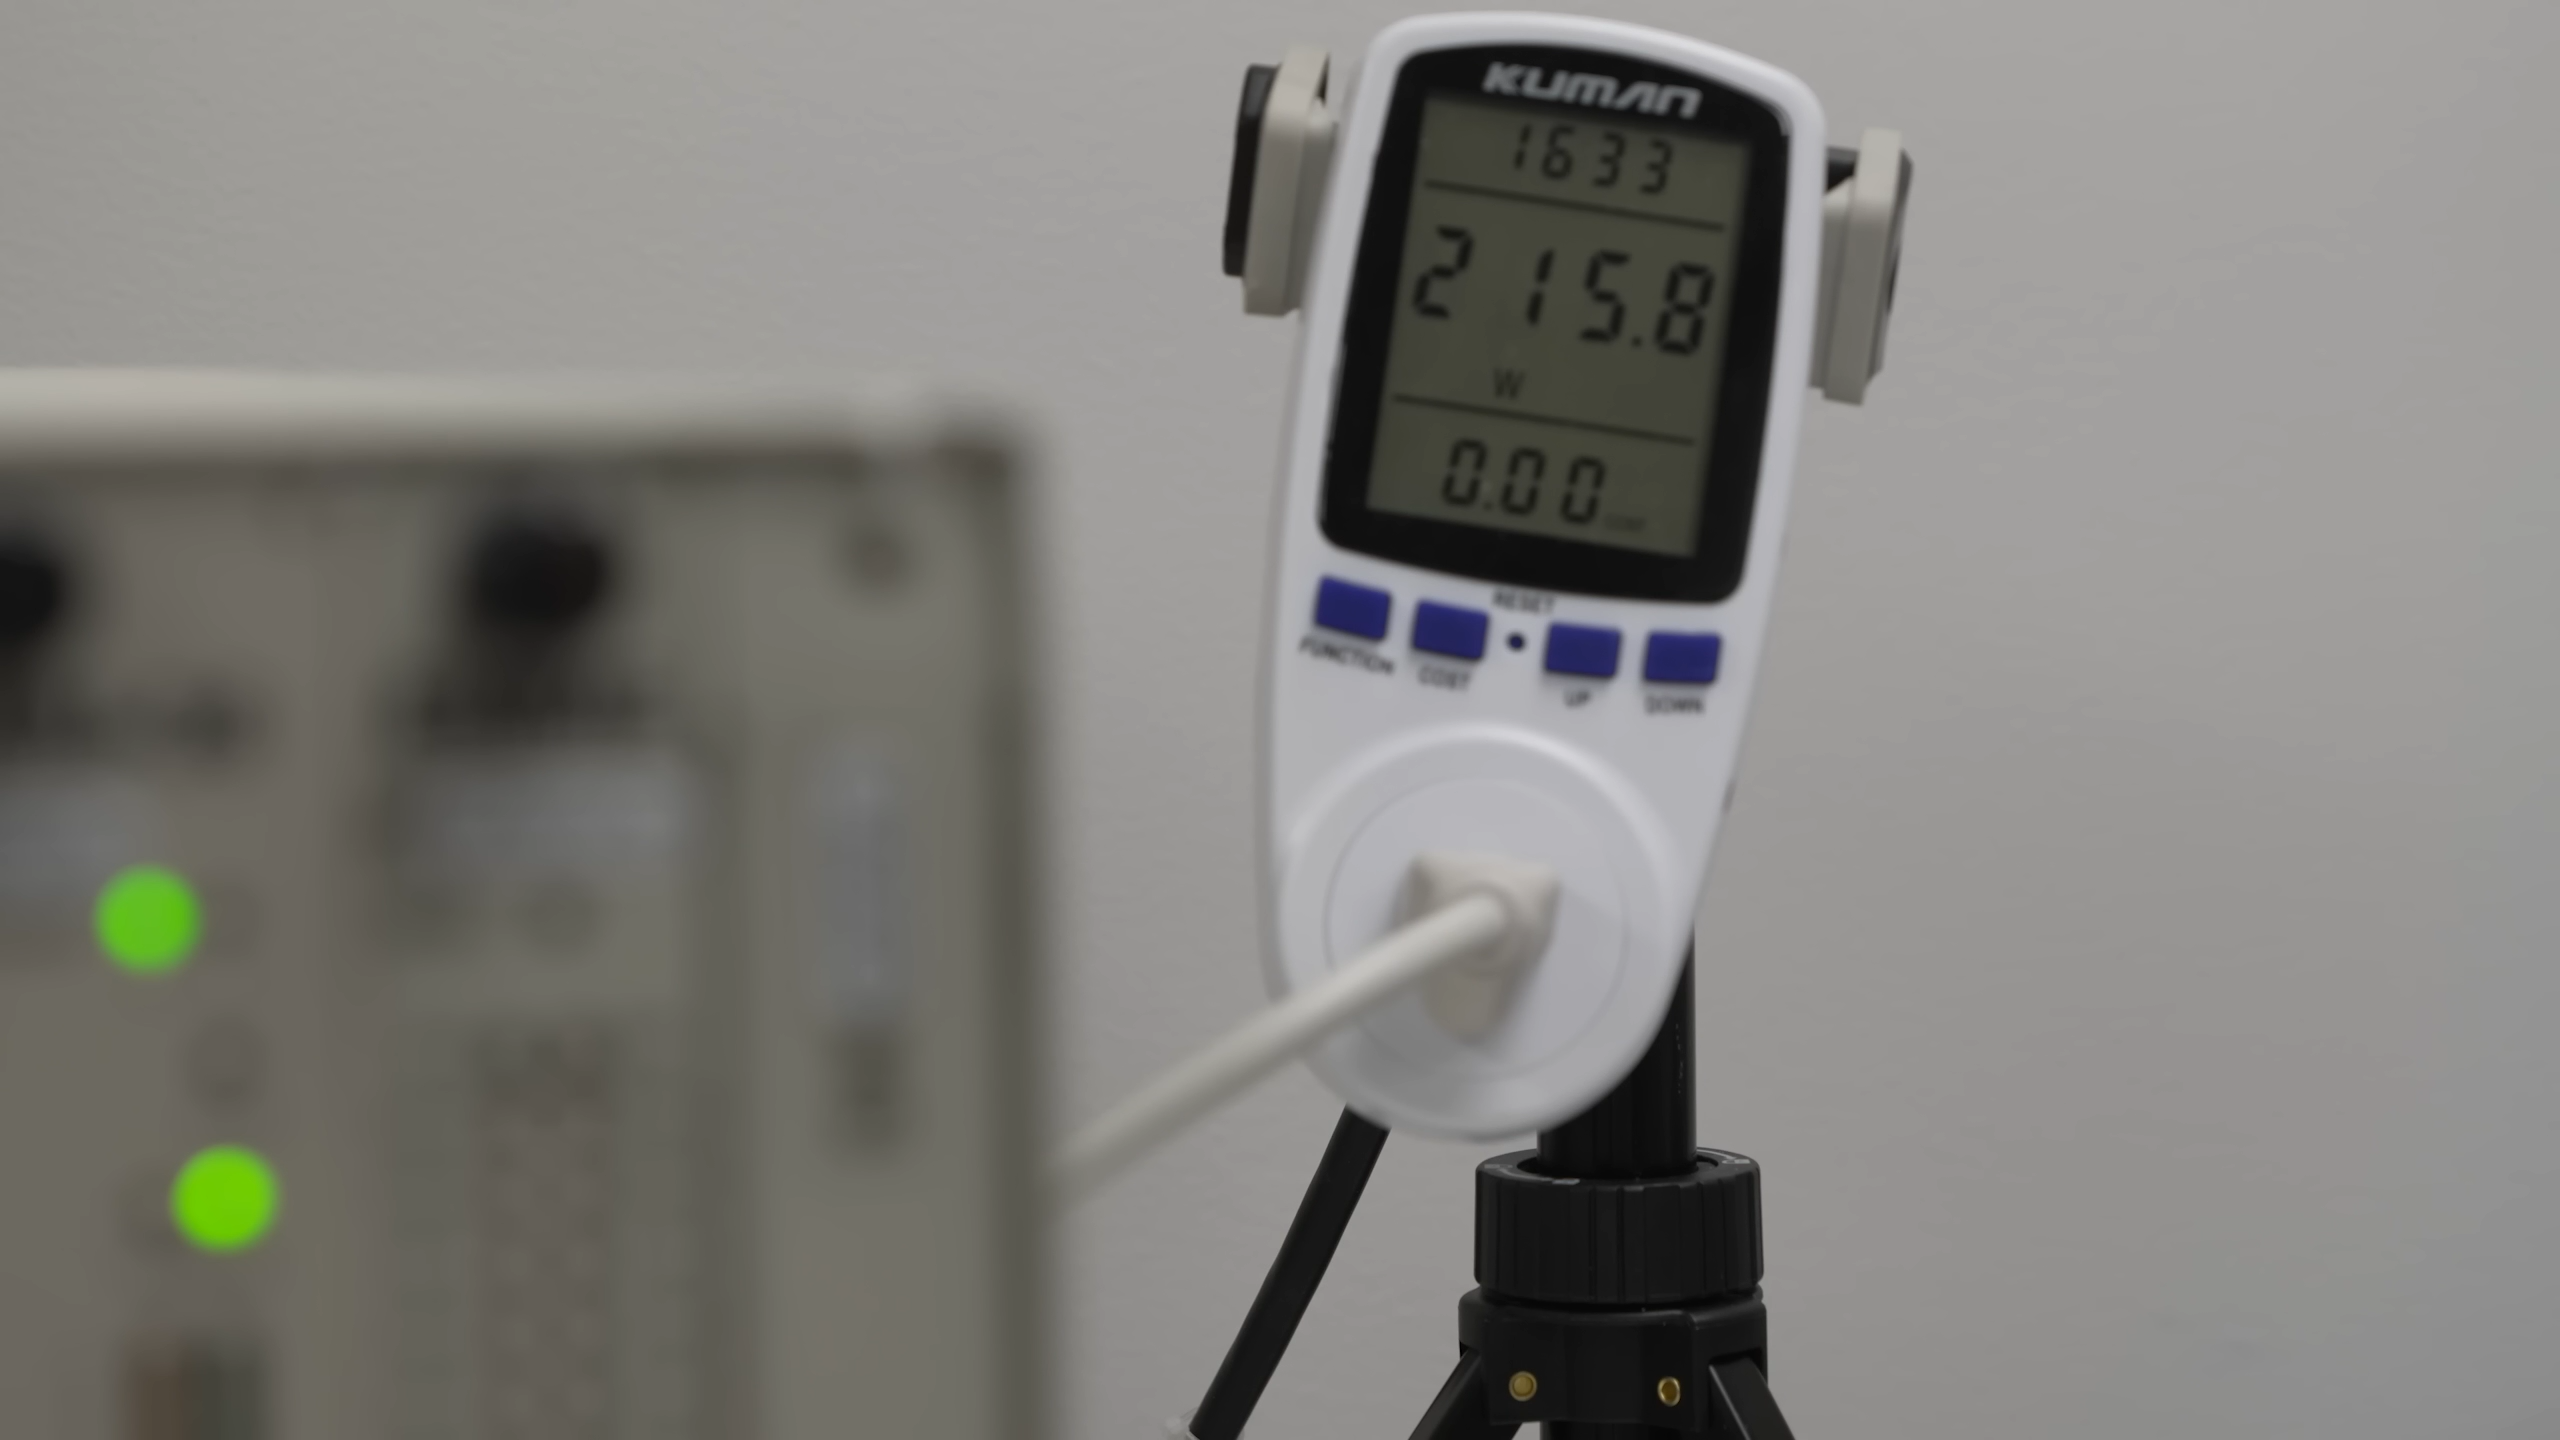 KUMAN
1633
215.8
W
0.00
RESET
FUNCTION COST UP DOWN